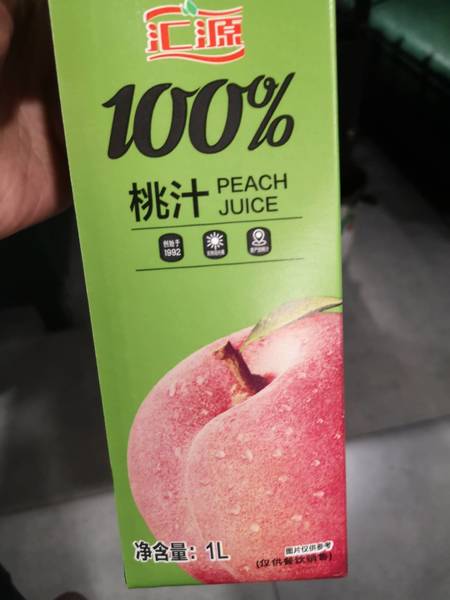 汇源
100%
桃汁 PEACH JUICE
创始于 1992
净含量: 1L
图片仅供参考
(仅供餐饮销售)